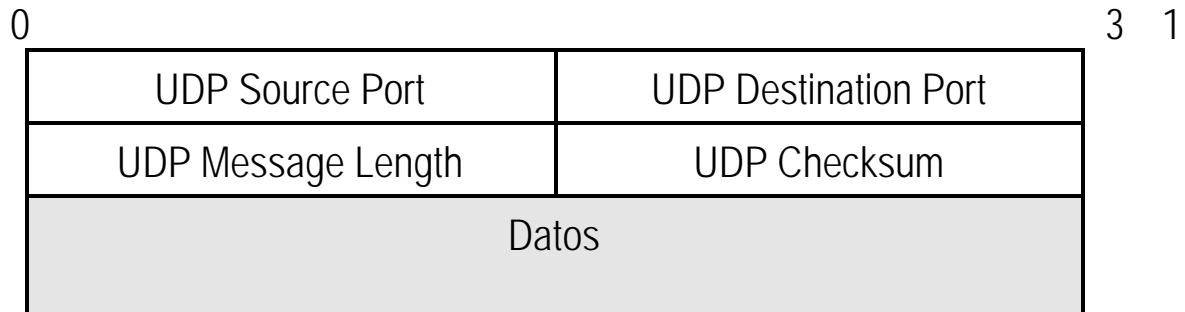 0 3 1
UDP Source Port UDP Destination Port
UDP Message Length UDP Checksum
Datos